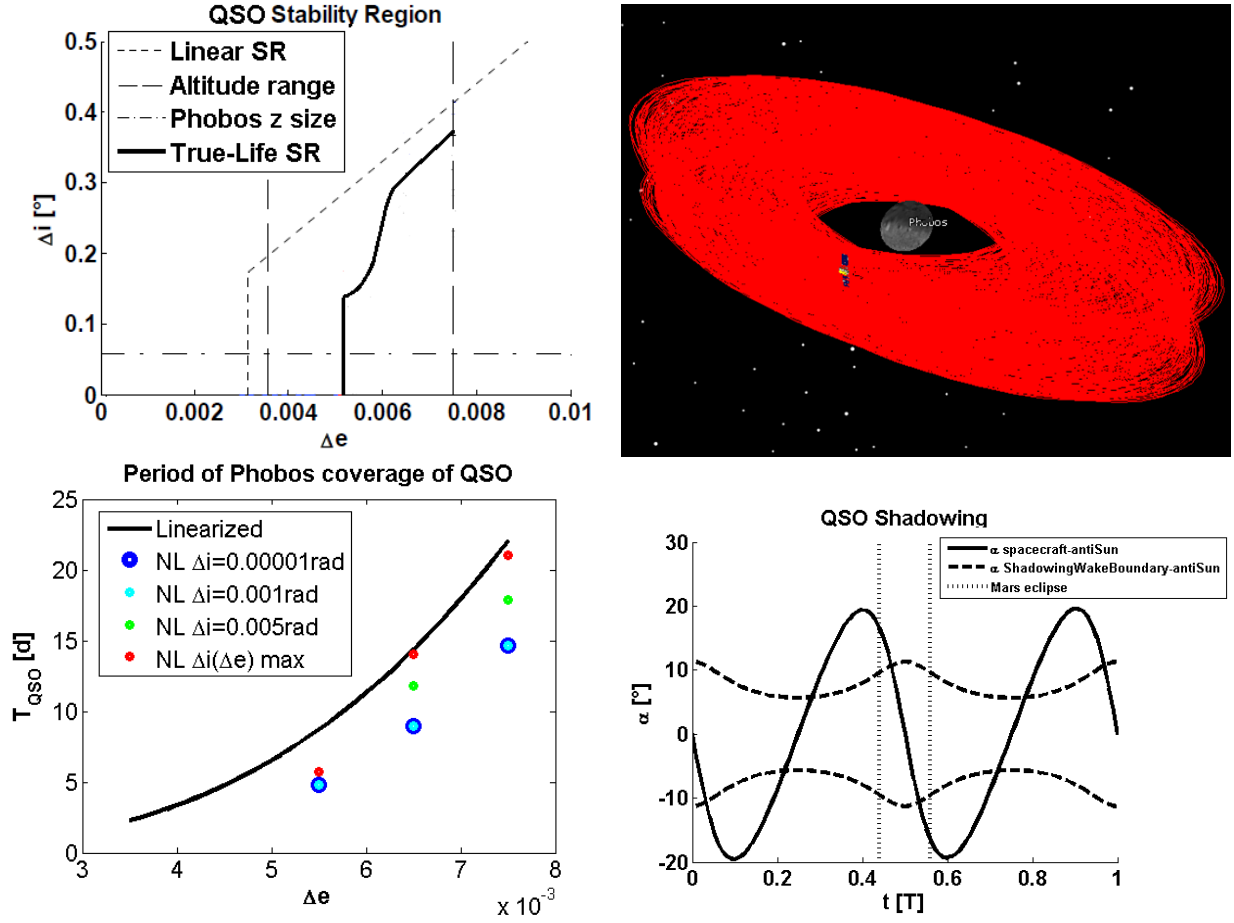 QSO Stability Region
0.5
0.4
0.3
0.2
0.1
0
Δi [°]
Linear SR
Altitude range
Phobos z size
True-Life SR
0
0.002
0.004
0.006
0.008
0.01
Δe
Phobos
Period of Phobos coverage of QSO
25
20
15
10
5
0
T_QSO [d]
Linearized
NL Δi=0.00001rad
NL Δi=0.001rad
NL Δi=0.005rad
NL Δi(Δe) max
3
4
5
6
7
8
Δe
x 10^-3
QSO Shadowing
30
20
10
0
-10
-20
α [°]
α spacecraft-antiSun
α ShadowingWakeBoundary-antiSun
Mars eclipse
0
0.2
0.4
0.6
0.8
1
t [T]